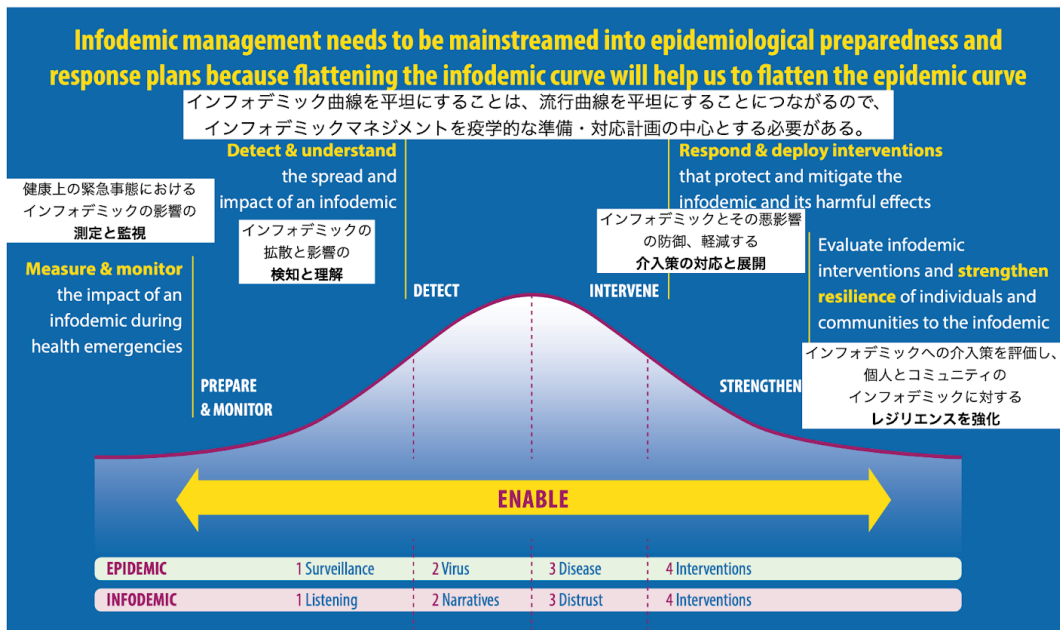 Infodemic management needs to be mainstreamed into epidemiological preparedness and
response plans because flattening the infodemic curve will help us to flatten the epidemic curve
インフォデミック曲線を平坦にすることは、流行曲線を平坦にすることにつながるので、
インフォデミックマネジメントを疫学的な準備・対応計画の中心とする必要がある。
Detect & understand
the spread and
impact of an infodemic
インフォデミックの
拡散と影響の
検知と理解
DETECT
Respond & deploy interventions
that protect and mitigate the
infodemic and its harmful effects
インフォデミックとその悪影響
の防御、軽減する
介入策の対応と展開
INTERVENE
健康上の緊急事態における
インフォデミックの影響の
測定と監視
Measure & monitor
the impact of an
infodemic during
health emergencies
PREPARE
& MONITOR
Evaluate infodemic
interventions and strengthen
resilience of individuals and
communities to the infodemic
インフォデミックへの介入策を評価し、
個人とコミュニティの
インフォデミックに対する
レジリエンスを強化
STRENGTHEN
ENABLE
EPIDEMIC 1 Surveillance 2 Virus 3 Disease 4 Interventions
INFODEMIC 1 Listening 2 Narratives 3 Distrust 4 Interventions